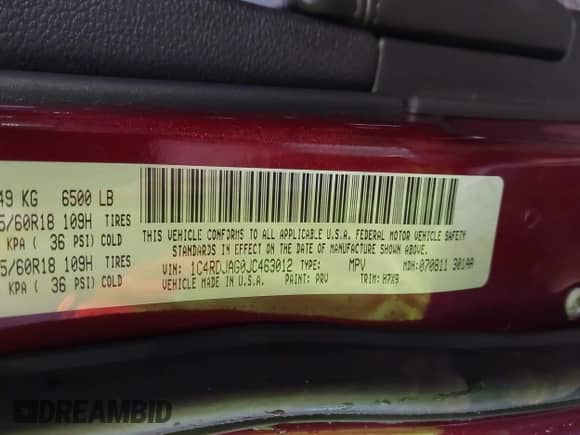 49 KG 6500 LB
5/60R18 109H TIRES
KPA ( 36 PSI) COLD
5/60R18 109H TIRES
KPA ( 36 PSI) COLD
THIS VEHICLE CONFORMS TO ALL APPLICABLE U.S.A. FEDERAL MOTOR VEHICLE SAFETY
STANDARDS IN EFFECT ON THE DATE OF MANUFACTURE SHOWN ABOVE.
VIN: 1C4RDJAG0JC463012 TYPE: MPV MDH: 070811 301AA
VEHICLE MADE IN U.S.A. PAINT: PRV TRIM: H7X9
DREAMBID